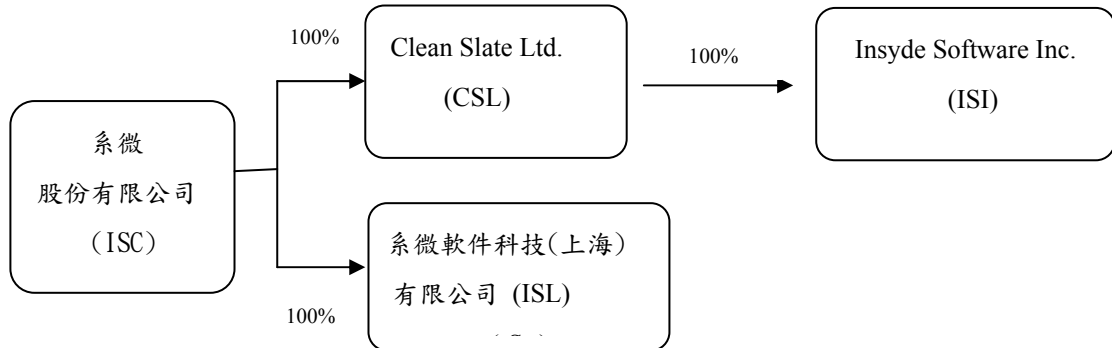 100%
Clean Slate Ltd.
(CSL)
100%
Insyde Software Inc.
(ISI)
系微
股份有限公司
(ISC)
系微軟件科技(上海)
有限公司 (ISL)
100%